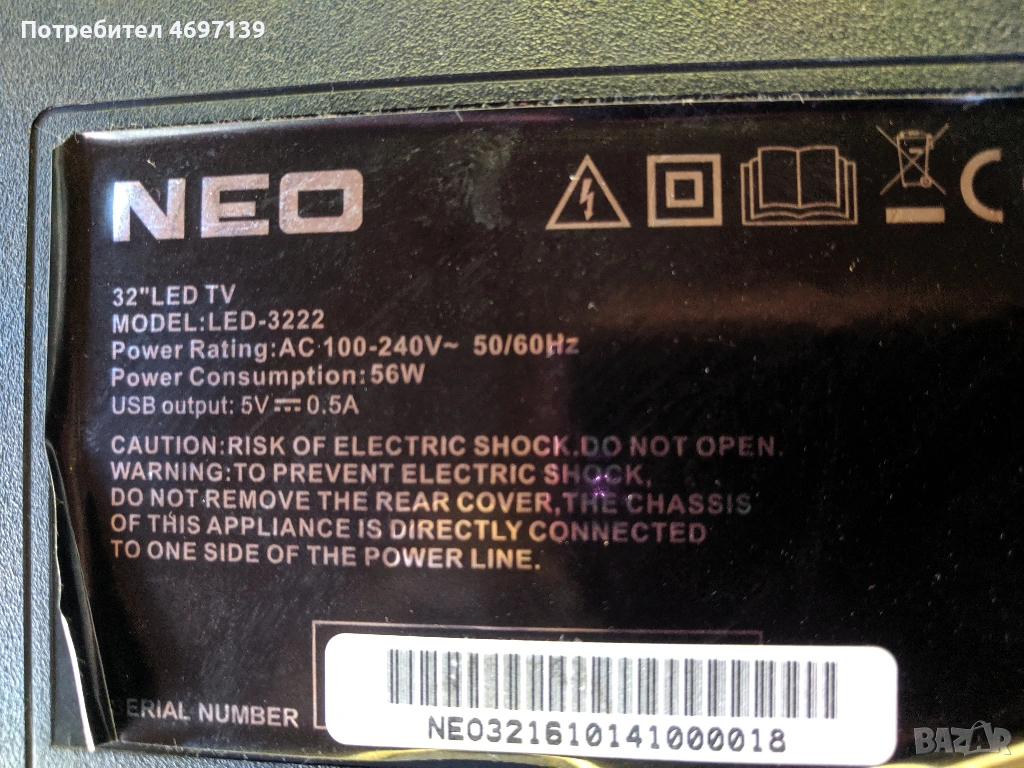 Потребител 4697139
NEO
32"LED TV
MODEL:LED-3222
Power Rating:AC 100-240V~ 50/60Hz
Power Consumption:56W
USB output: 5V⎓0.5A
CAUTION:RISK OF ELECTRIC SHOCK.DO NOT OPEN.
WARNING:TO PREVENT ELECTRIC SHOCK,
DO NOT REMOVE THE REAR COVER,THE CHASSIS
OF THIS APPLIANCE IS DIRECTLY CONNECTED
TO ONE SIDE OF THE POWER LINE.
ERIAL NUMBER
NEO321610141000018
BAZAR